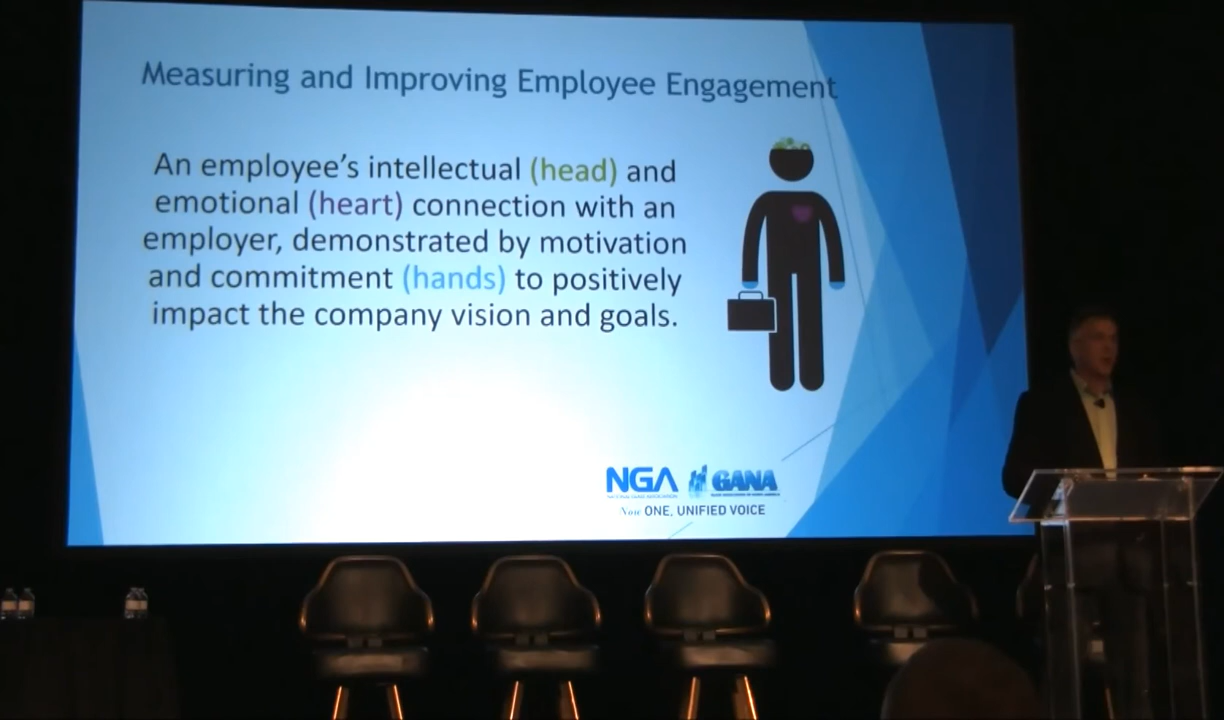 Measuring and Improving Employee Engagement
An employee's intellectual (head) and
emotional (heart) connection with an
employer, demonstrated by motivation
and commitment (hands) to positively
impact the company vision and goals.
NGA GANA
Now ONE, UNIFIED VOICE